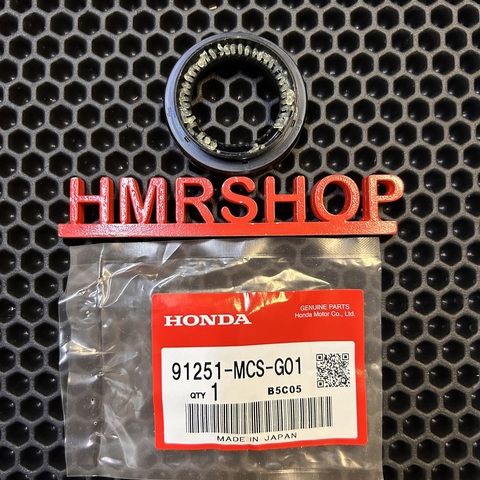 HMRSHOP
GENUINE PARTS
HONDA
Honda Motor Co., Ltd.
91251-MCS-G01
QTY 1 B5C05
MADE IN JAPAN